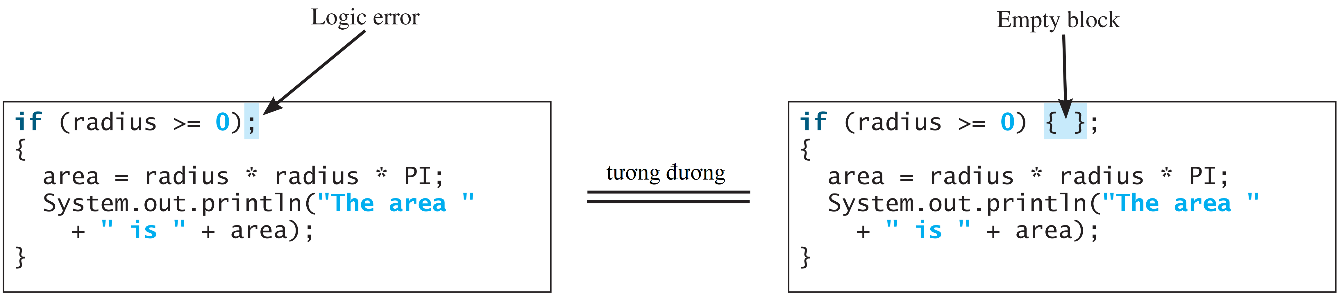 Logic error
Empty block
if (radius >= 0);
{
  area = radius * radius * PI;
  System.out.println("The area "
    + " is " + area);
}
tương đương
if (radius >= 0) { };
{
  area = radius * radius * PI;
  System.out.println("The area "
    + " is " + area);
}